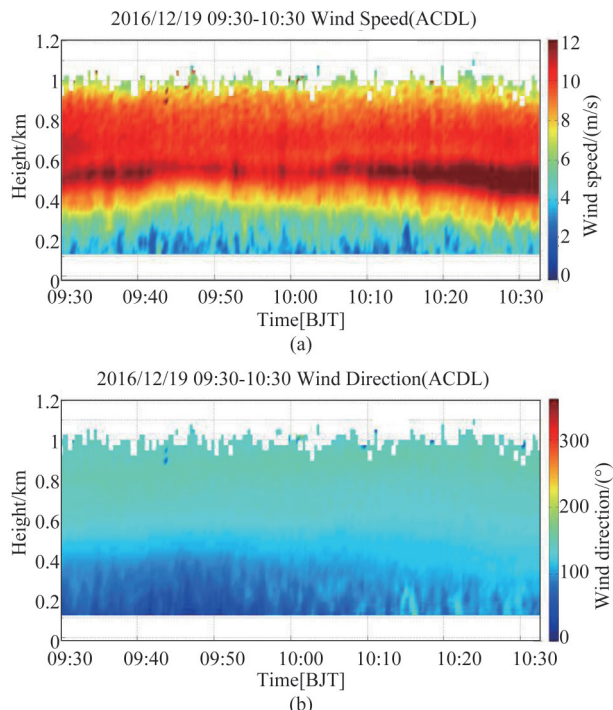 2016/12/19 09:30-10:30 Wind Speed(ACDL)
1.2
1
0.8
0.6
0.4
0.2
0
Height/km
09:30 09:40 09:50 10:00 10:10 10:20 10:30
Time[BJT]
12
10
8
6
4
2
0
Wind speed/(m/s)
(a)
2016/12/19 09:30-10:30 Wind Direction(ACDL)
1.2
1
0.8
0.6
0.4
0.2
0
Height/km
09:30 09:40 09:50 10:00 10:10 10:20 10:30
Time[BJT]
300
200
100
0
Wind direction/(°)
(b)